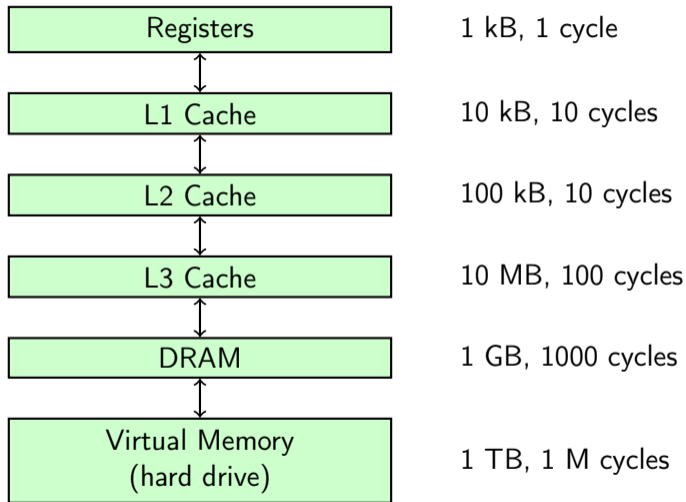 Registers 1 kB, 1 cycle
L1 Cache 10 kB, 10 cycles
L2 Cache 100 kB, 10 cycles
L3 Cache 10 MB, 100 cycles
DRAM 1 GB, 1000 cycles
Virtual Memory
(hard drive)
1 TB, 1 M cycles